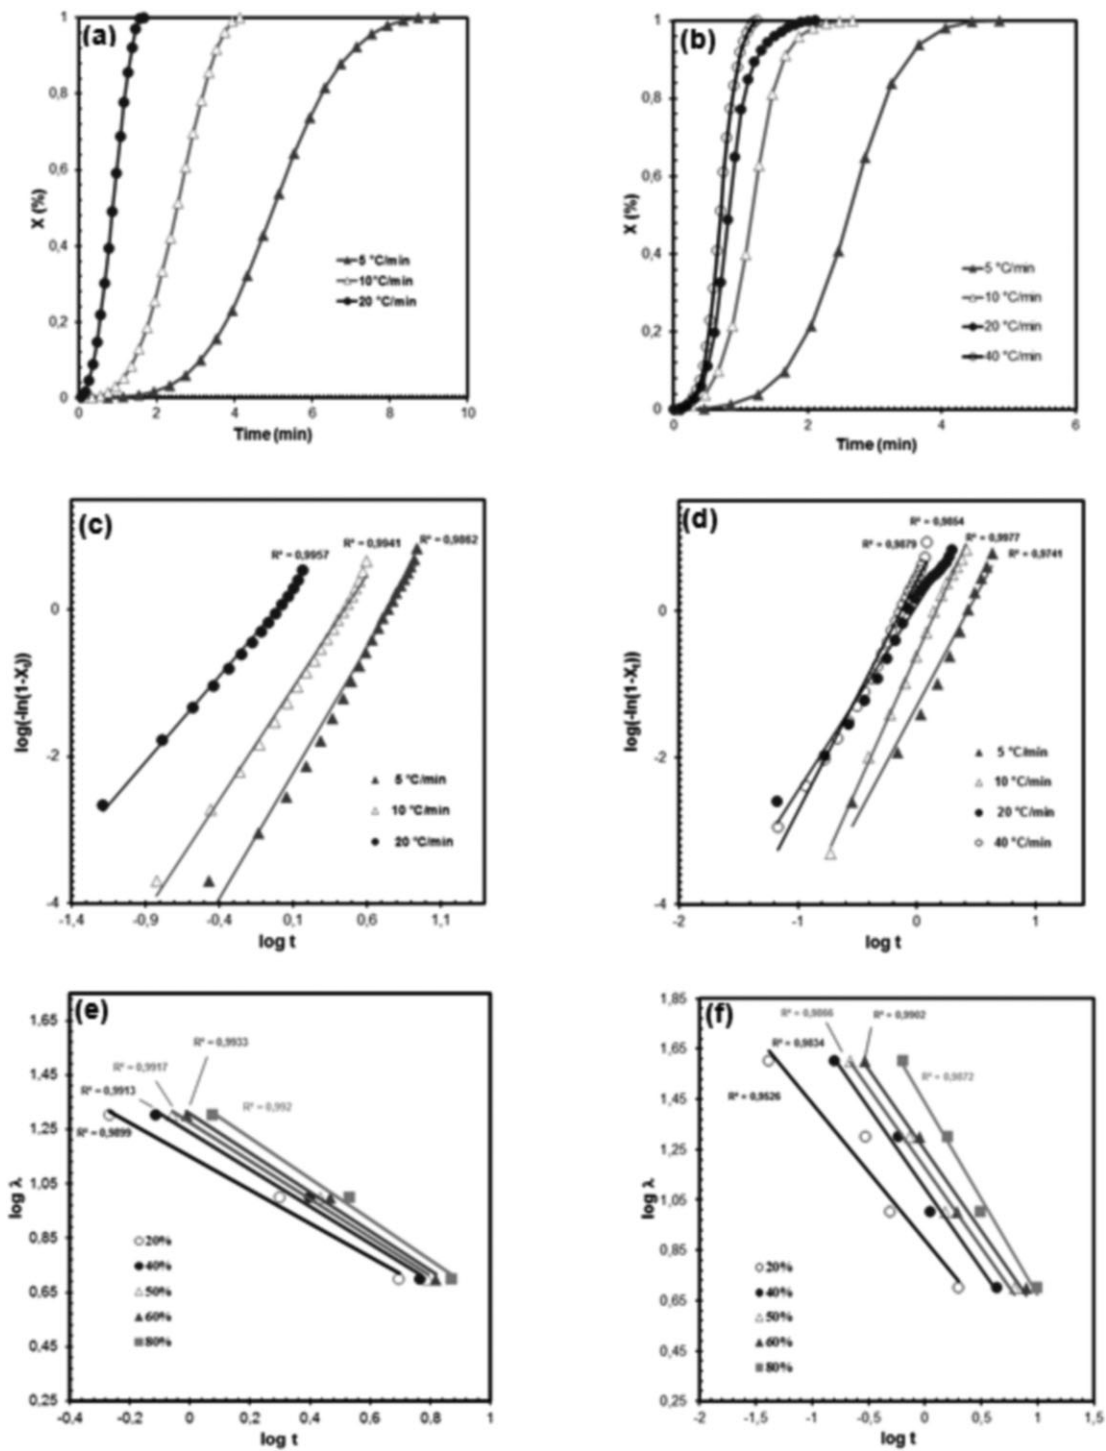 (a)
1
0,8
0,6
0,4
0,2
0
X (%)
0 2 4 6 8 10
Time (min)
5 °C/min
10°C/min
20 °C/min
(b)
1
0,8
0,6
0,4
0,2
0
X (%)
0 2 4 6
Time (min)
5 °C/min
10 °C/min
20 °C/min
40 °C/min
(c)
R² = 0,9957
R² = 0,9941
R² = 0,9862
0
-2
-4
log(-ln(1-Xt))
-1,4 -0,9 -0,4 0,1 0,6 1,1
log t
5 °C/min
10 °C/min
20 °C/min
(d)
R² = 0,9854
R² = 0,9879
R² = 0,9977
R² = 0,9741
0
-2
-4
log(-ln(1-Xt))
-2 -1 0 1
log t
5 °C/min
10 °C/min
20 °C/min
40 °C/min
(e)
1,65
1,45
1,25
1,05
0,85
0,65
0,45
0,25
log λ
R² = 0,9933
R² = 0,9917
R² = 0,9913
R² = 0,992
R² = 0,9899
20%
40%
50%
60%
80%
-0,4 -0,2 0 0,2 0,4 0,6 0,8 1
log t
(f)
1,85
1,65
1,45
1,25
1,05
0,85
0,65
0,45
0,25
log λ
R² = 0,9866
R² = 0,9902
R² = 0,9834
R² = 0,9872
R² = 0,9526
20%
40%
50%
60%
80%
-2 -1,5 -1 -0,5 0 0,5 1 1,5
log t